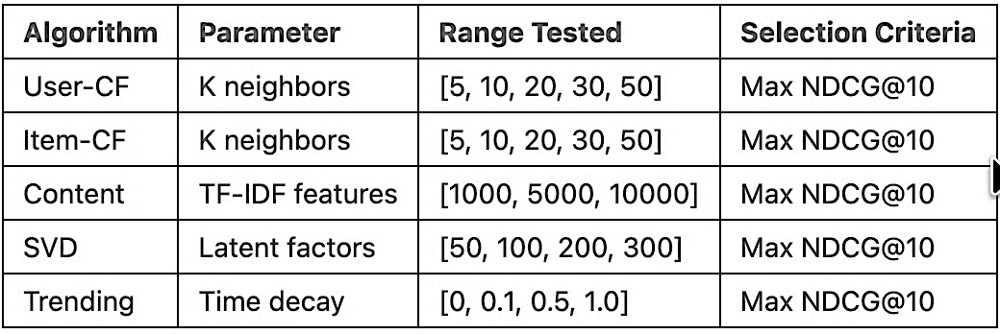 Algorithm Parameter Range Tested Selection Criteria
User-CF K neighbors [5, 10, 20, 30, 50] Max NDCG@10
Item-CF K neighbors [5, 10, 20, 30, 50] Max NDCG@10
Content TF-IDF features [1000, 5000, 10000] Max NDCG@10
SVD Latent factors [50, 100, 200, 300] Max NDCG@10
Trending Time decay [0, 0.1, 0.5, 1.0] Max NDCG@10